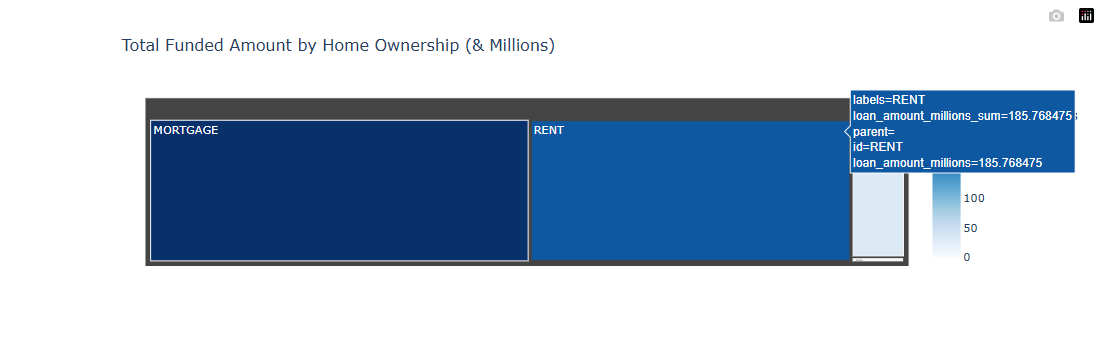 Total Funded Amount by Home Ownership (& Millions)
MORTGAGE
RENT
labels=RENT
loan_amount_millions_sum=185.768475
parent=
id=RENT
loan_amount_millions=185.768475
100
50
0